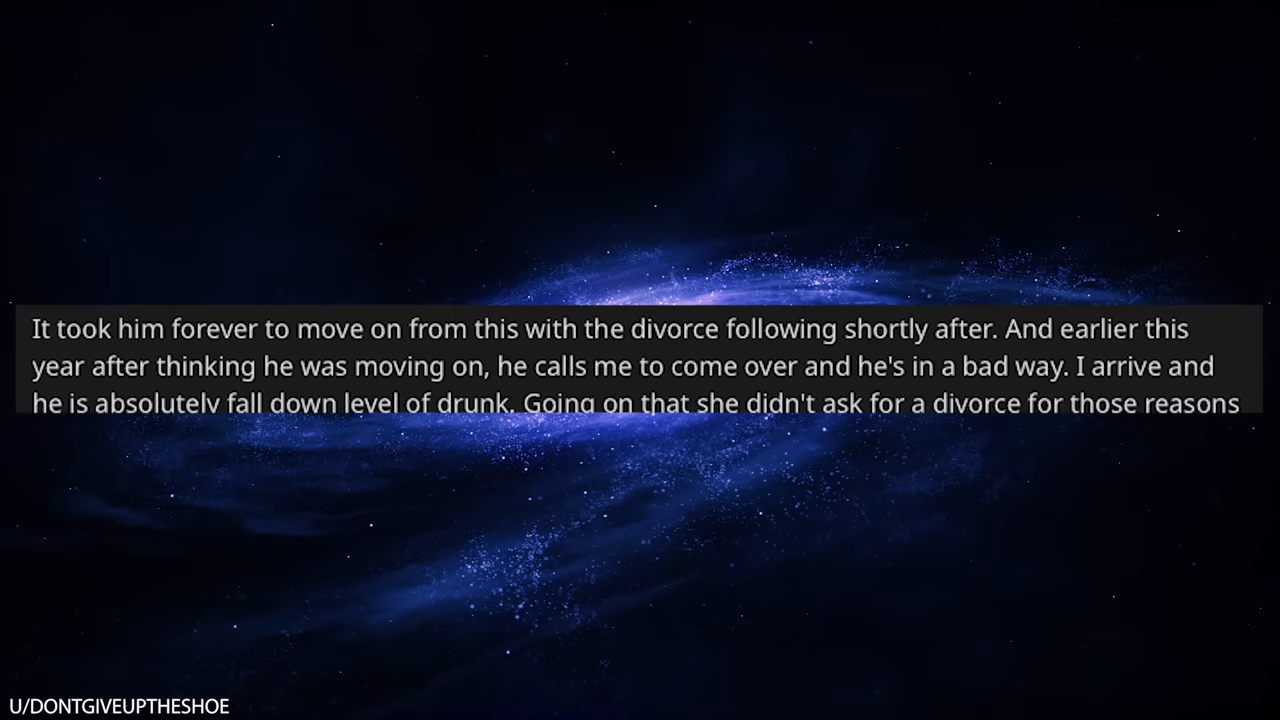 It took him forever to move on from this with the divorce following shortly after. And earlier this
year after thinking he was moving on, he calls me to come over and he's in a bad way. I arrive and
he is absolutely fall down level of drunk. Going on that she didn't ask for a divorce for those reasons
U/DONTGIVEUPTHESHOE